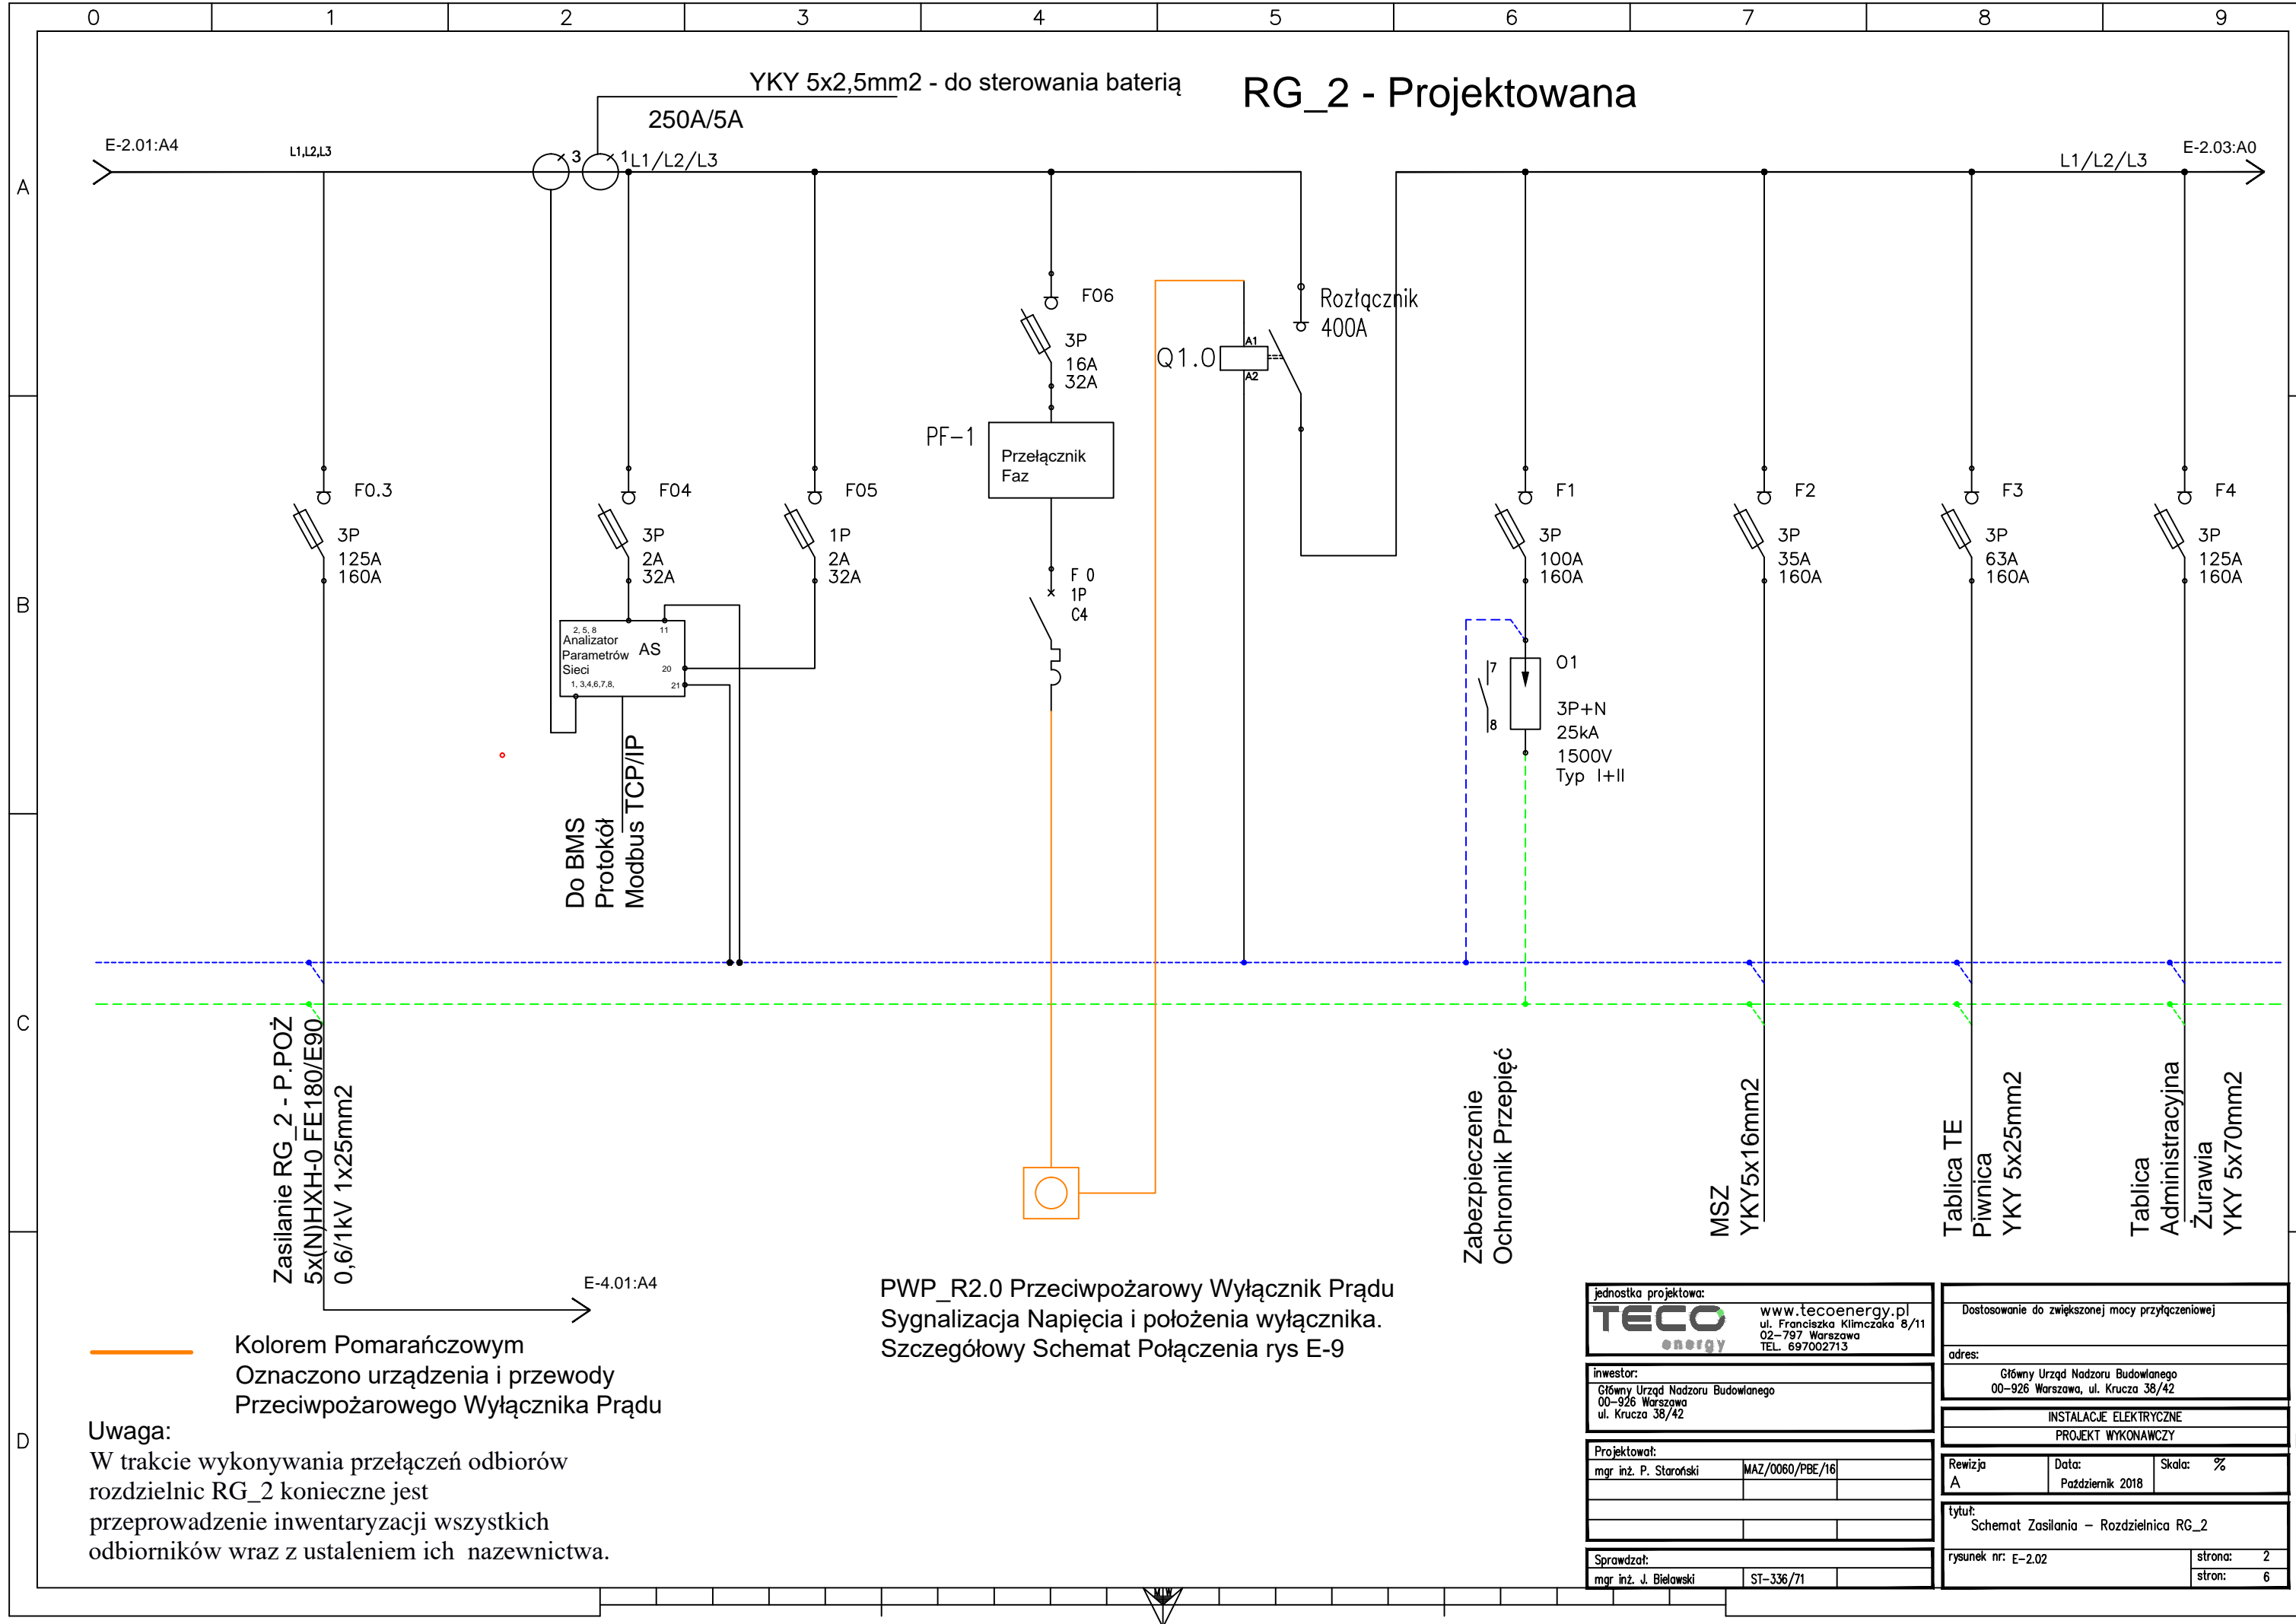 0 1 2 3 4 5 6 7 8 9
A
B
C
D
YKY 5x2,5mm2 - do sterowania baterią
RG_2 - Projektowana
250A/5A
E-2.01:A4
L1,L2,L3
3
1
L1/L2/L3
L1/L2/L3
E-2.03:A0
F06
3P
16A
32A
Rozłącznik
400A
Q1.0
A1
A2
PF-1
Przełącznik
Faz
F0.3
3P
125A
160A
F04
3P
2A
32A
F05
1P
2A
32A
F 0
1P
C4
F1
3P
100A
160A
F2
3P
35A
160A
F3
3P
63A
160A
F4
3P
125A
160A
2, 5, 8
11
Analizator
Parametrów
Sieci
AS
20
1, 3,4,6,7,8,
21
7
8
O1
3P+N
25kA
1500V
Typ I+II
Do BMS
Protokół
Modbus TCP/IP
Zasilanie RG_2 - P.POŻ
5x(N)HXH-0 FE180/E90
0,6/1kV 1x25mm2
Zabezpieczenie
Ochronnik Przepięć
MSZ
YKY5x16mm2
Tablica TE
Piwnica
YKY 5x25mm2
Tablica
Administracyjna
Żurawia
YKY 5x70mm2
E-4.01:A4
PWP_R2.0 Przeciwpożarowy Wyłącznik Prądu
Sygnalizacja Napięcia i położenia wyłącznika.
Szczegółowy Schemat Połączenia rys E-9
Kolorem Pomarańczowym
Oznaczono urządzenia i przewody
Przeciwpożarowego Wyłącznika Prądu
Uwaga:
W trakcie wykonywania przełączeń odbiorów
rozdzielnic RG_2 konieczne jest
przeprowadzenie inwentaryzacji wszystkich
odbiorników wraz z ustaleniem ich nazewnictwa.
jednostka projektowa:
TECO
energy
www.tecoenergy.pl
ul. Franciszka Klimczaka 8/11
02-797 Warszawa
TEL. 697002713
inwestor:
Główny Urząd Nadzoru Budowlanego
00-926 Warszawa
ul. Krucza 38/42
Projektował:
mgr inż. P. Staroński MAZ/0060/PBE/16
Sprawdzał:
mgr inż. J. Bielawski ST-336/71
Dostosowanie do zwiększonej mocy przyłączeniowej
adres:
Główny Urząd Nadzoru Budowlanego
00-926 Warszawa, ul. Krucza 38/42
INSTALACJE ELEKTRYCZNE
PROJEKT WYKONAWCZY
Rewizja
A
Data:
Październik 2018
Skala: %
tytuł:
Schemat Zasilania - Rozdzielnica RG_2
rysunek nr: E-2.02
strona: 2
stron: 6